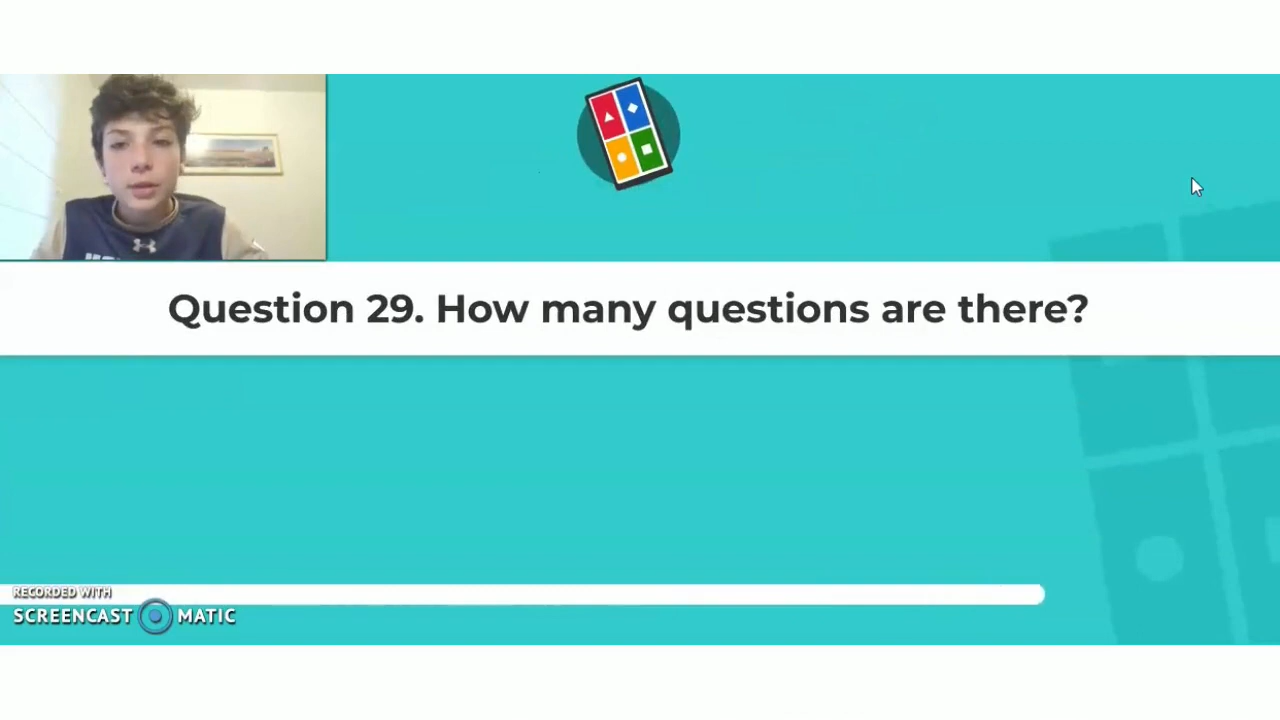 Question 29. How many questions are there?
RECORDED WITH
SCREENCAST MATIC